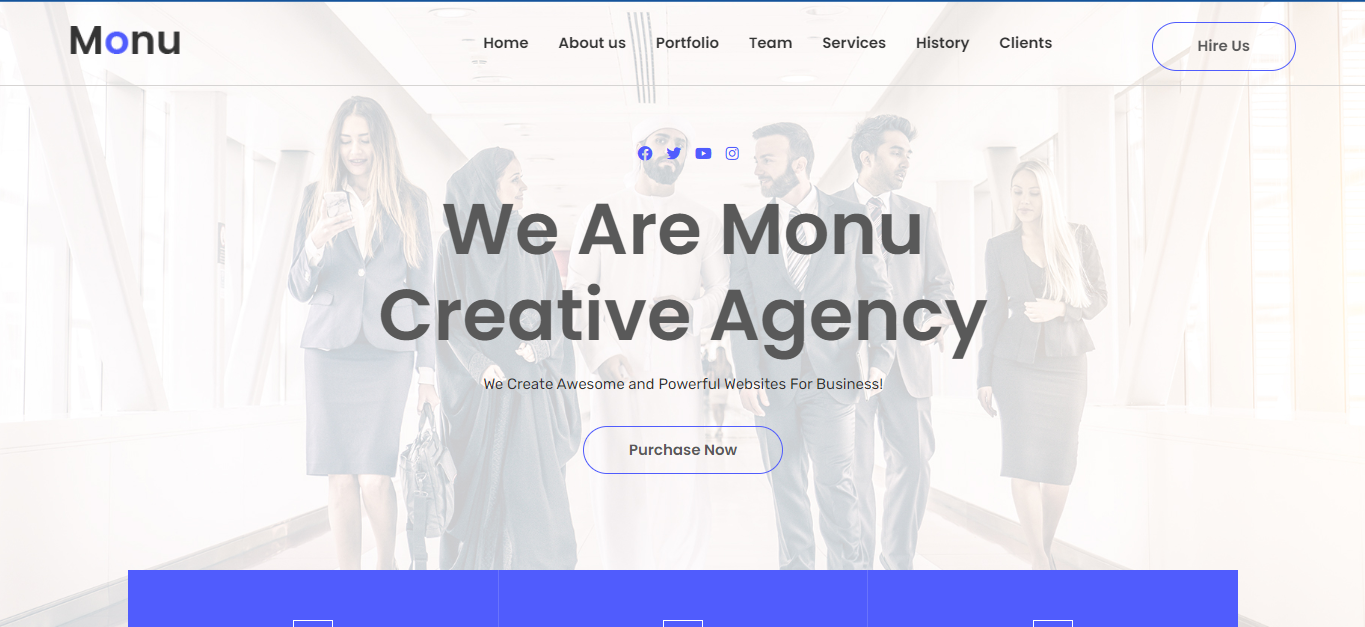 Monu
Home About us Portfolio Team Services History Clients
Hire Us
We Are Monu
Creative Agency
We Create Awesome and Powerful Websites For Business!
Purchase Now